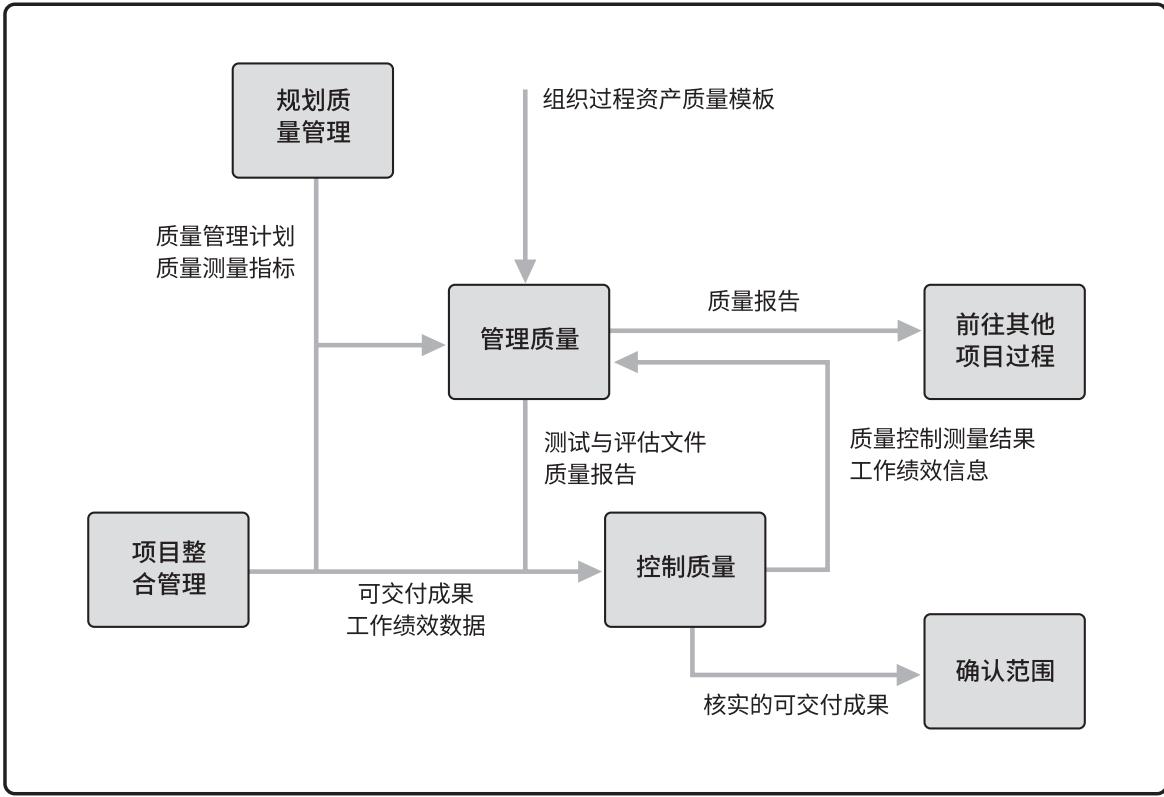 规划质
量管理
组织过程资产质量模板
质量管理计划
质量测量指标
管理质量
质量报告
前往其他
项目过程
测试与评估文件
质量报告
质量控制测量结果
工作绩效信息
项目整
合管理
可交付成果
工作绩效数据
控制质量
确认范围
核实的可交付成果